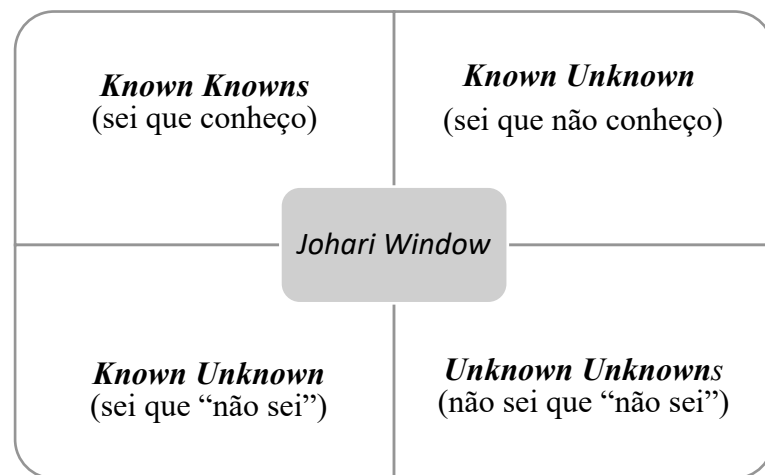 Known Knowns
(sei que conheço)
Known Unknown
(sei que não conheço)
Johari Window
Known Unknown
(sei que “não sei”)
Unknown Unknowns
(não sei que “não sei”)